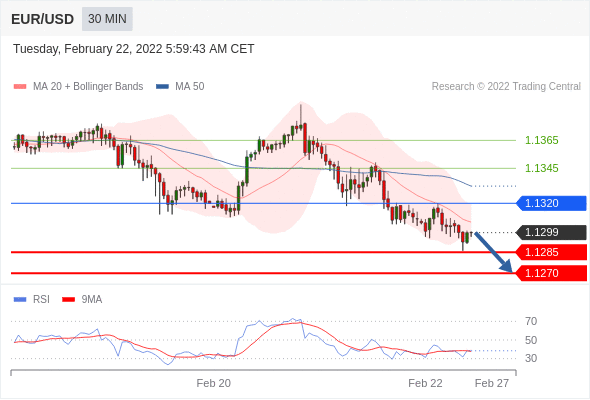 EUR/USD 30 MIN
Tuesday, February 22, 2022 5:59:43 AM CET
MA 20 + Bollinger Bands MA 50 Research © 2022 Trading Central
1.1365
1.1345
1.1320
1.1299
1.1285
1.1270
RSI 9MA
70
50
30
Feb 20 Feb 22 Feb 27